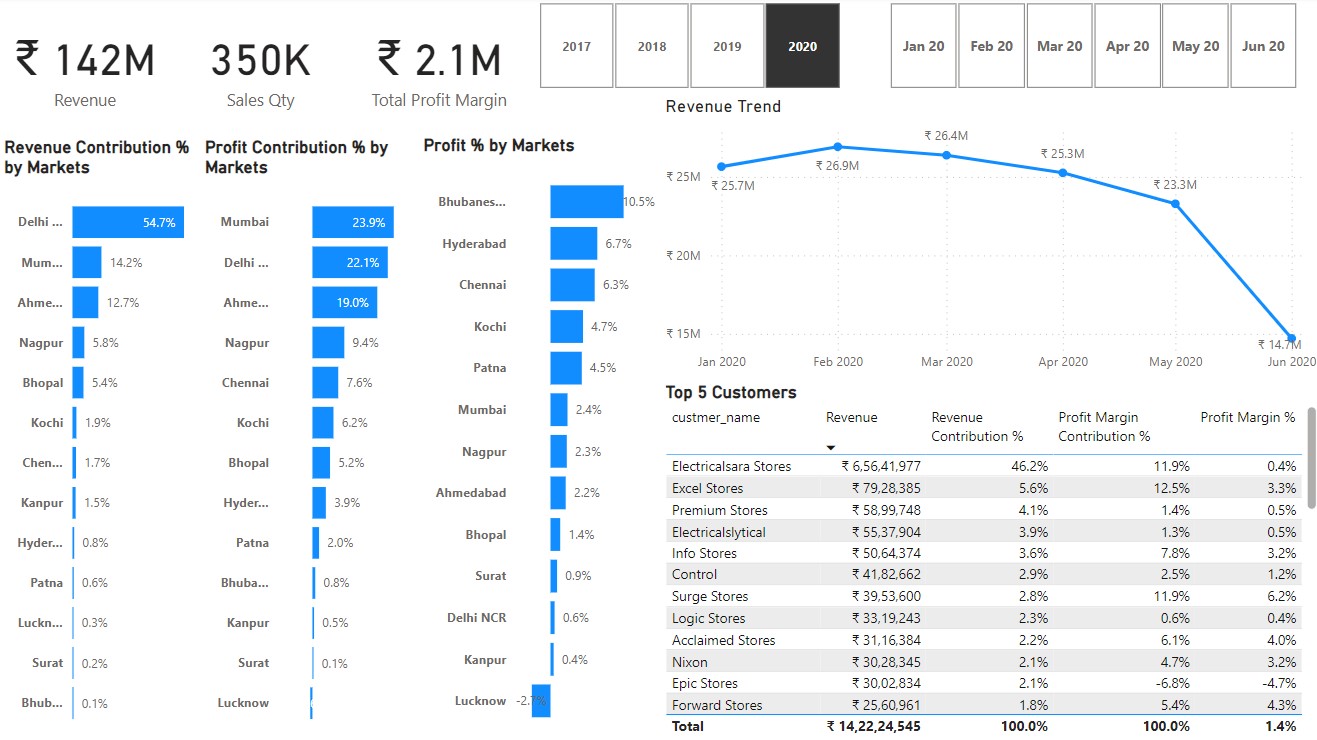 ₹ 142M
Revenue
350K
Sales Qty
₹ 2.1M
Total Profit Margin
2017
2018
2019
2020
Jan 20
Feb 20
Mar 20
Apr 20
May 20
Jun 20
Revenue Contribution %
by Markets
Delhi ... 54.7%
Mum... 14.2%
Ahme... 12.7%
Nagpur 5.8%
Bhopal 5.4%
Kochi 1.9%
Chen... 1.7%
Kanpur 1.5%
Hyder... 0.8%
Patna 0.6%
Luckn... 0.3%
Surat 0.2%
Bhub... 0.1%
Profit Contribution % by
Markets
Mumbai 23.9%
Delhi ... 22.1%
Ahme... 19.0%
Nagpur 9.4%
Chennai 7.6%
Kochi 6.2%
Bhopal 5.2%
Hyder... 3.9%
Patna 2.0%
Bhuba... 0.8%
Kanpur 0.5%
Surat 0.1%
Lucknow
Profit % by Markets
Bhubanes... 10.5%
Hyderabad 6.7%
Chennai 6.3%
Kochi 4.7%
Patna 4.5%
Mumbai 2.4%
Nagpur 2.3%
Ahmedabad 2.2%
Bhopal 1.4%
Surat 0.9%
Delhi NCR 0.6%
Kanpur 0.4%
Lucknow -2.7%
Revenue Trend
₹ 25M
₹ 20M
₹ 15M
₹ 25.7M
₹ 26.9M
₹ 26.4M
₹ 25.3M
₹ 23.3M
₹ 14.7M
Jan 2020
Feb 2020
Mar 2020
Apr 2020
May 2020
Jun 2020
Top 5 Customers
custmer_name Revenue Revenue Contribution % Profit Margin Contribution % Profit Margin %
Electricalsara Stores ₹ 6,56,41,977 46.2% 11.9% 0.4%
Excel Stores ₹ 79,28,385 5.6% 12.5% 3.3%
Premium Stores ₹ 58,99,748 4.1% 1.4% 0.5%
Electricalslytical ₹ 55,37,904 3.9% 1.3% 0.5%
Info Stores ₹ 50,64,374 3.6% 7.8% 3.2%
Control ₹ 41,82,662 2.9% 2.5% 1.2%
Surge Stores ₹ 39,53,600 2.8% 11.9% 6.2%
Logic Stores ₹ 33,19,243 2.3% 0.6% 0.4%
Acclaimed Stores ₹ 31,16,384 2.2% 6.1% 4.0%
Nixon ₹ 30,28,345 2.1% 4.7% 3.2%
Epic Stores ₹ 30,02,834 2.1% -6.8% -4.7%
Forward Stores ₹ 25,60,961 1.8% 5.4% 4.3%
Total ₹ 14,22,24,545 100.0% 100.0% 1.4%